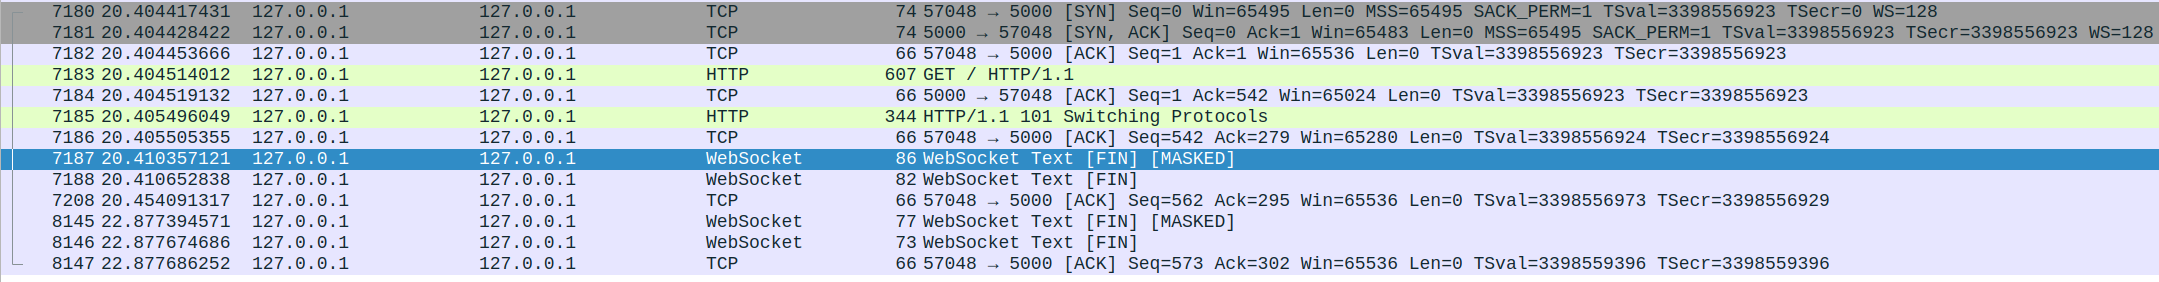 7180 20.404417431 127.0.0.1 127.0.0.1 TCP 74 57048 → 5000 [SYN] Seq=0 Win=65495 Len=0 MSS=65495 SACK_PERM=1 TSval=3398556923 TSecr=0 WS=128
7181 20.404428422 127.0.0.1 127.0.0.1 TCP 74 5000 → 57048 [SYN, ACK] Seq=0 Ack=1 Win=65483 Len=0 MSS=65495 SACK_PERM=1 TSval=3398556923 TSecr=3398556923 WS=128
7182 20.404453666 127.0.0.1 127.0.0.1 TCP 66 57048 → 5000 [ACK] Seq=1 Ack=1 Win=65536 Len=0 TSval=3398556923 TSecr=3398556923
7183 20.404514012 127.0.0.1 127.0.0.1 HTTP 607 GET / HTTP/1.1
7184 20.404519132 127.0.0.1 127.0.0.1 TCP 66 5000 → 57048 [ACK] Seq=1 Ack=542 Win=65024 Len=0 TSval=3398556923 TSecr=3398556923
7185 20.405496049 127.0.0.1 127.0.0.1 HTTP 344 HTTP/1.1 101 Switching Protocols
7186 20.405505355 127.0.0.1 127.0.0.1 TCP 66 57048 → 5000 [ACK] Seq=542 Ack=279 Win=65280 Len=0 TSval=3398556924 TSecr=3398556924
7187 20.410357121 127.0.0.1 127.0.0.1 WebSocket 86 WebSocket Text [FIN] [MASKED]
7188 20.410652838 127.0.0.1 127.0.0.1 WebSocket 82 WebSocket Text [FIN]
7208 20.454091317 127.0.0.1 127.0.0.1 TCP 66 57048 → 5000 [ACK] Seq=562 Ack=295 Win=65536 Len=0 TSval=3398556973 TSecr=3398556929
8145 22.877394571 127.0.0.1 127.0.0.1 WebSocket 77 WebSocket Text [FIN] [MASKED]
8146 22.877674686 127.0.0.1 127.0.0.1 WebSocket 73 WebSocket Text [FIN]
8147 22.877686252 127.0.0.1 127.0.0.1 TCP 66 57048 → 5000 [ACK] Seq=573 Ack=302 Win=65536 Len=0 TSval=3398559396 TSecr=3398559396